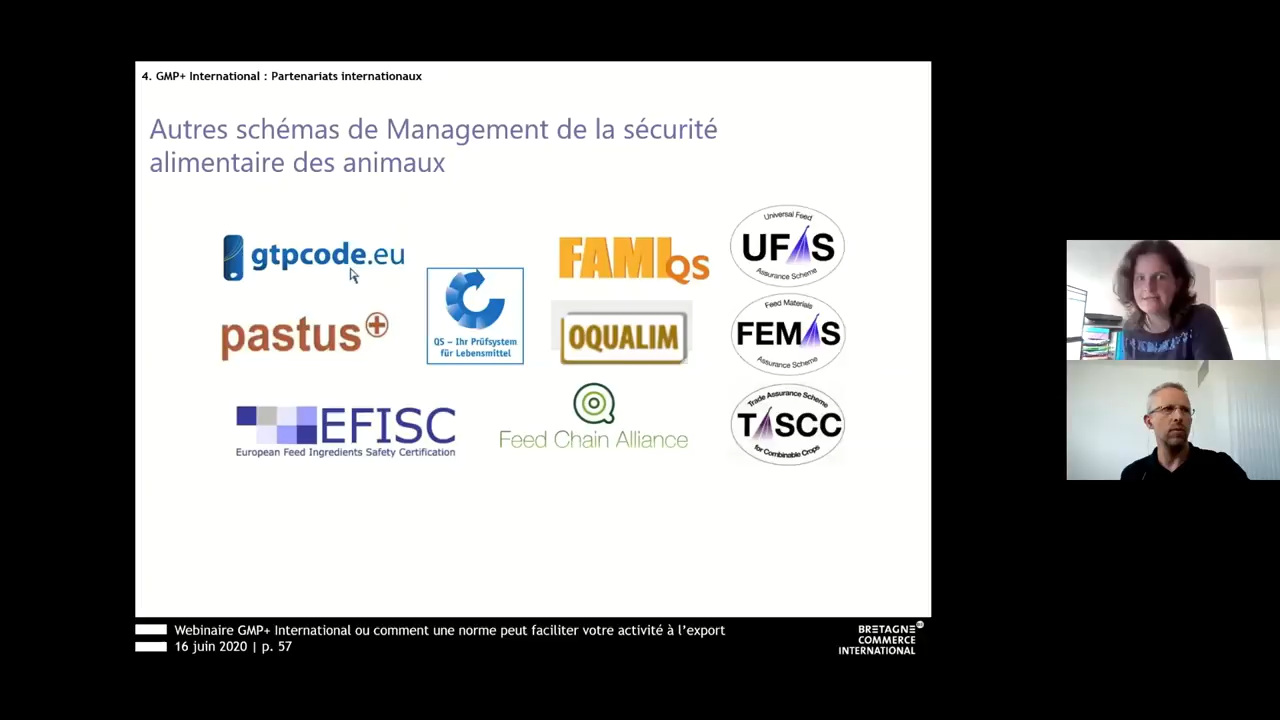 4. GMP+ International : Partenariats internationaux
Autres schémas de Management de la sécurité
alimentaire des animaux
gtpcode.eu
pastus+
EFISC
European Feed Ingredients Safety Certification
QS – Ihr Prüfsystem
für Lebensmittel
FAMI QS
OQUALIM
Feed Chain Alliance
Universal Feed
UFAS
Assurance Scheme
Feed Materials
FEMAS
Assurance Scheme
Trade Assurance Scheme
TASCC
for Combinable Crops
Webinaire GMP+ International ou comment une norme peut faciliter votre activité à l’export
16 juin 2020 | p. 57
BRETAGNE
COMMERCE
INTERNATIONAL